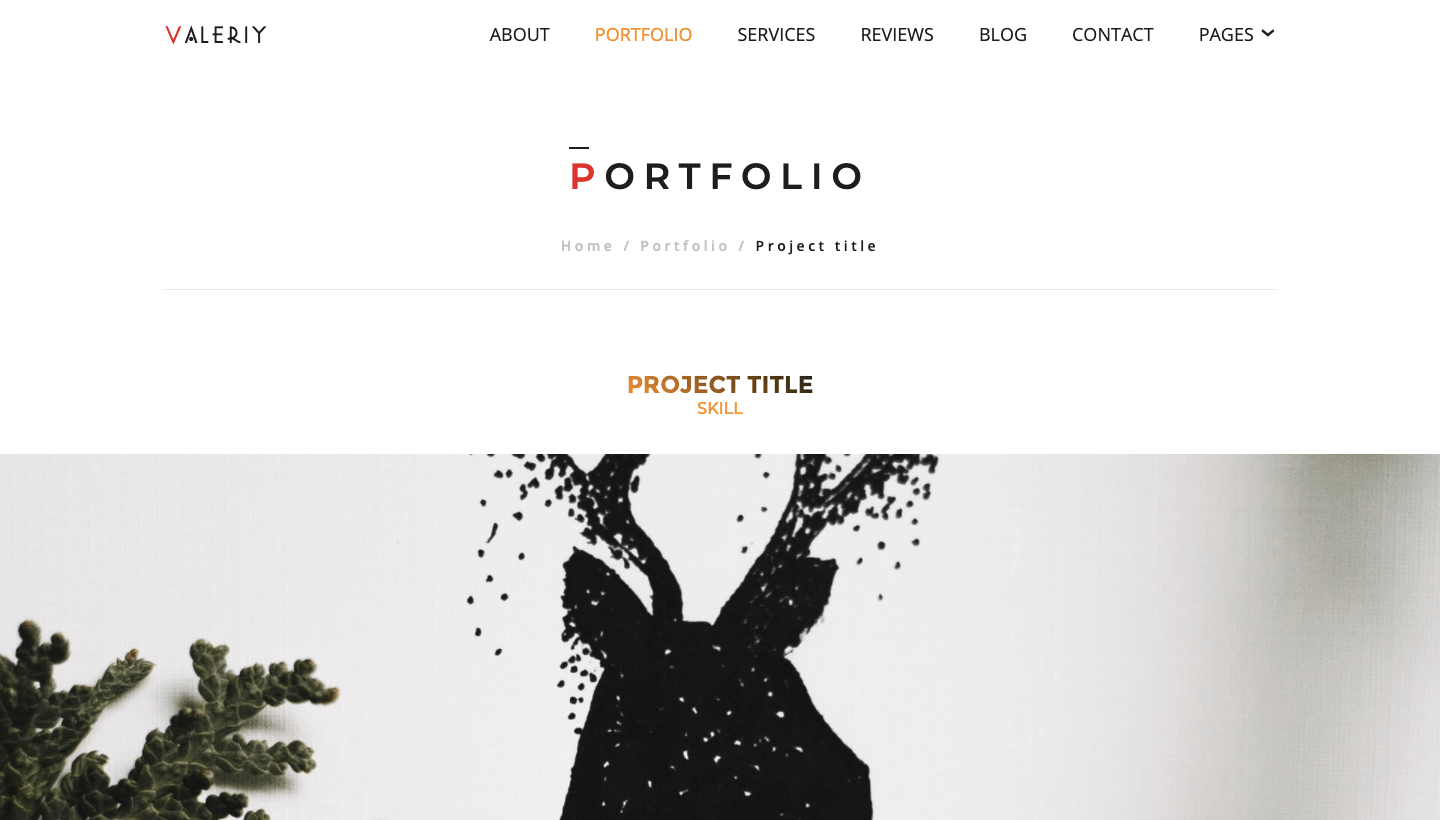 VALERIY
ABOUT PORTFOLIO SERVICES REVIEWS BLOG CONTACT PAGES
PORTFOLIO
Home / Portfolio / Project title
PROJECT TITLE
SKILL